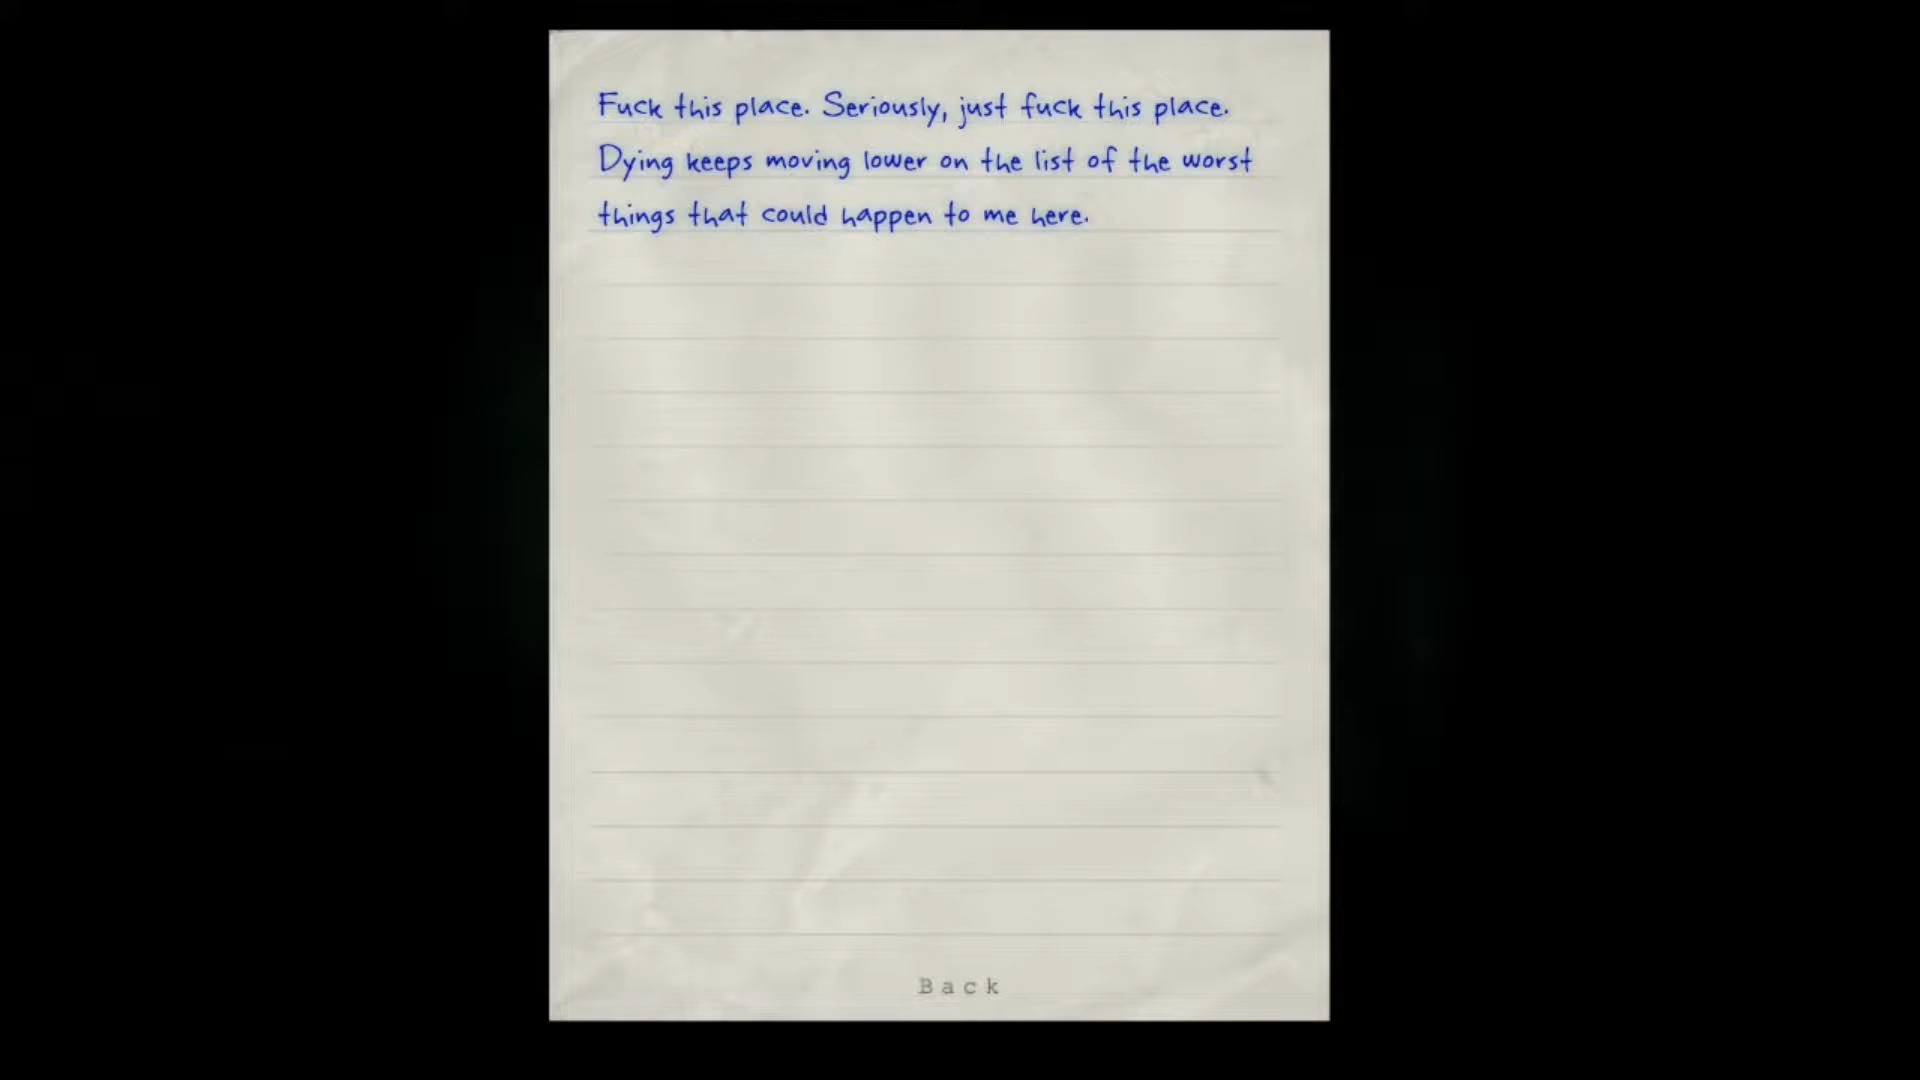 Fuck this place. Seriously, just fuck this place.
Dying keeps moving lower on the list of the worst
things that could happen to me here.
Back